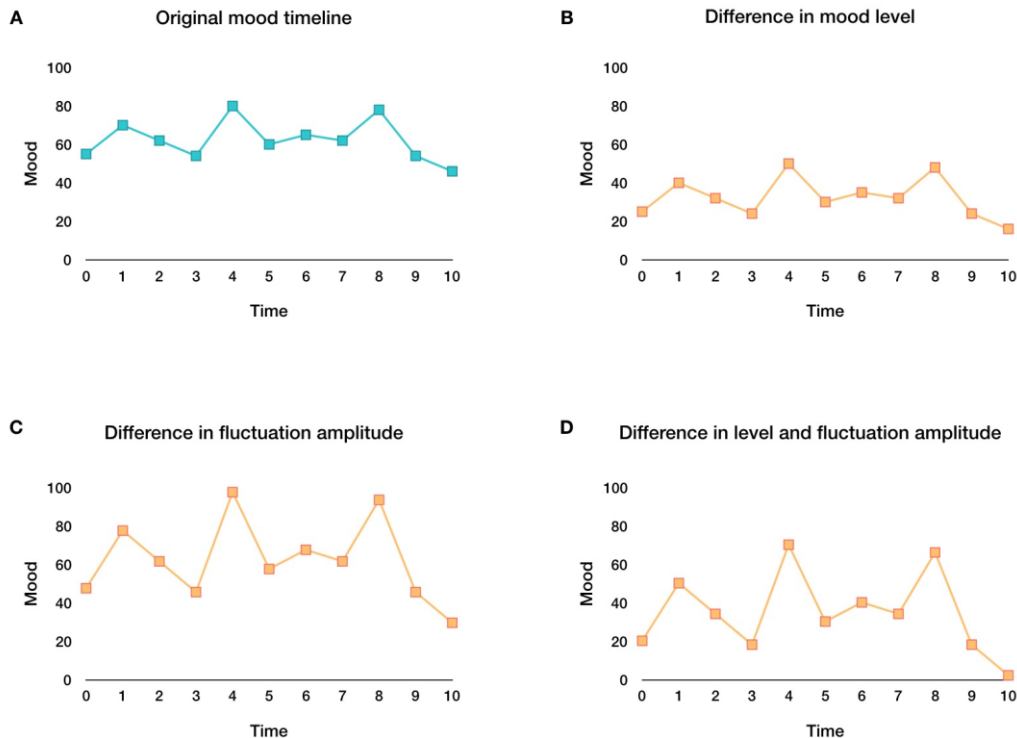 A
Original mood timeline
100
80
60
40
20
0
Mood
0 1 2 3 4 5 6 7 8 9 10
Time
B
Difference in mood level
100
80
60
40
20
0
Mood
0 1 2 3 4 5 6 7 8 9 10
Time
C
Difference in fluctuation amplitude
100
80
60
40
20
0
Mood
0 1 2 3 4 5 6 7 8 9 10
Time
D
Difference in level and fluctuation amplitude
100
80
60
40
20
0
Mood
0 1 2 3 4 5 6 7 8 9 10
Time